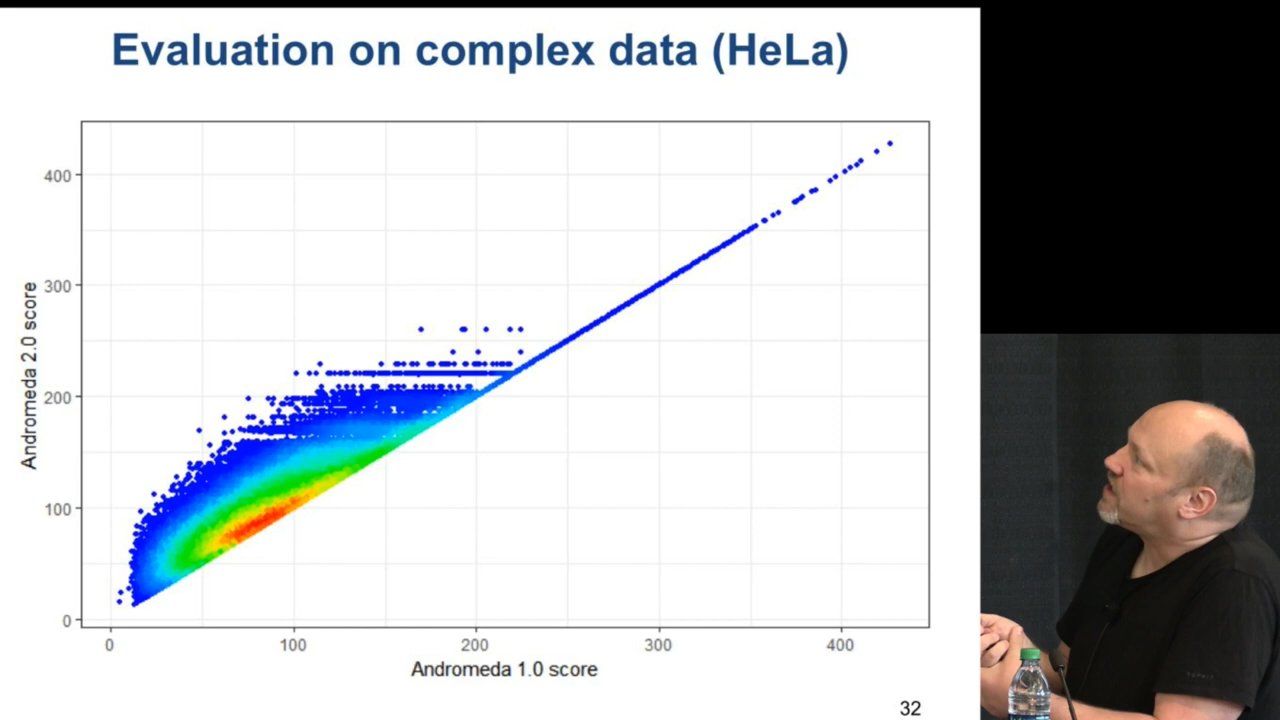 Evaluation on complex data (HeLa)
Andromeda 2.0 score
400
300
200
100
0
0 100 200 300 400
Andromeda 1.0 score
32